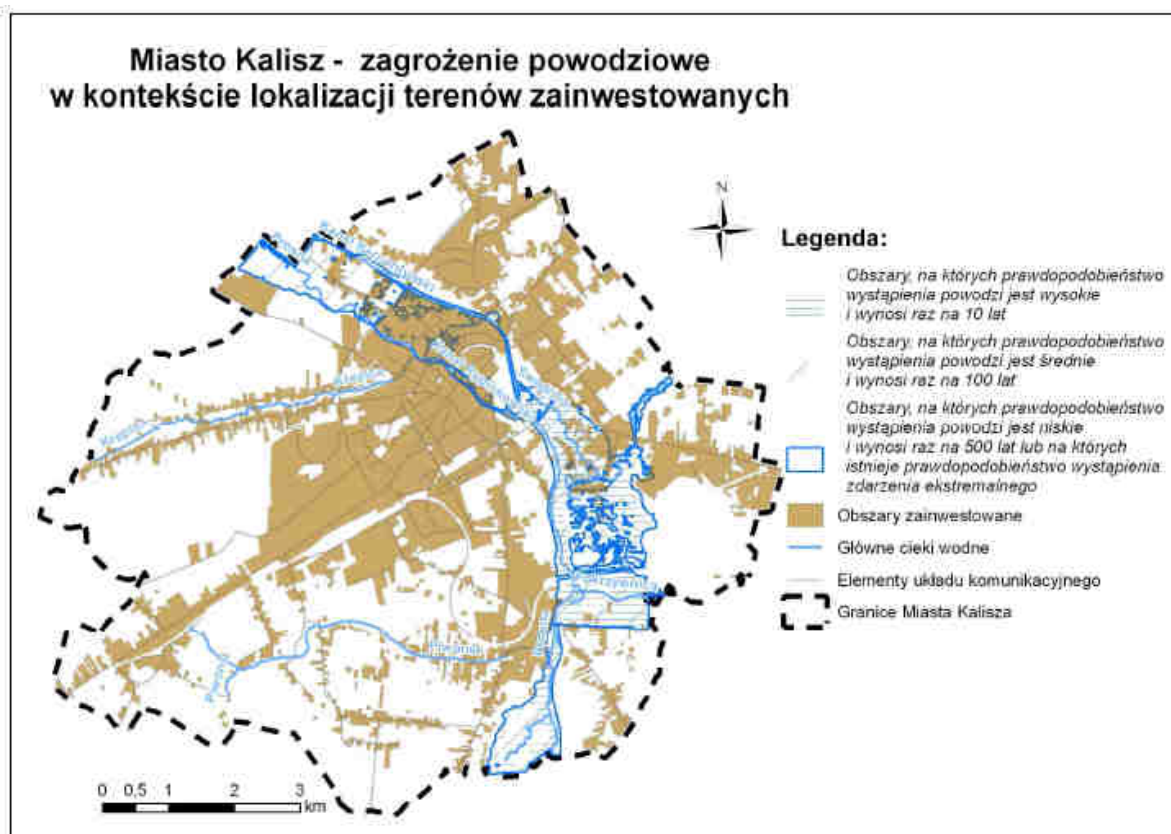 Miasto Kalisz - zagrożenie powodziowe
w kontekście lokalizacji terenów zainwestowanych
N
Legenda:
Obszary, na których prawdopodobieństwo
wystąpienia powodzi jest wysokie
i wynosi raz na 10 lat
Obszary, na których prawdopodobieństwo
wystąpienia powodzi jest średnie
i wynosi raz na 100 lat
Obszary, na których prawdopodobieństwo
wystąpienia powodzi jest niskie
i wynosi raz na 500 lat lub na których
istnieje prawdopodobieństwo wystąpienia
zdarzenia ekstremalnego
Obszary zainwestowane
Główne cieki wodne
Elementy układu komunikacyjnego
Granice Miasta Kalisza
Krępica
Krępica
Piwonia
0 0,5 1 2 3
km